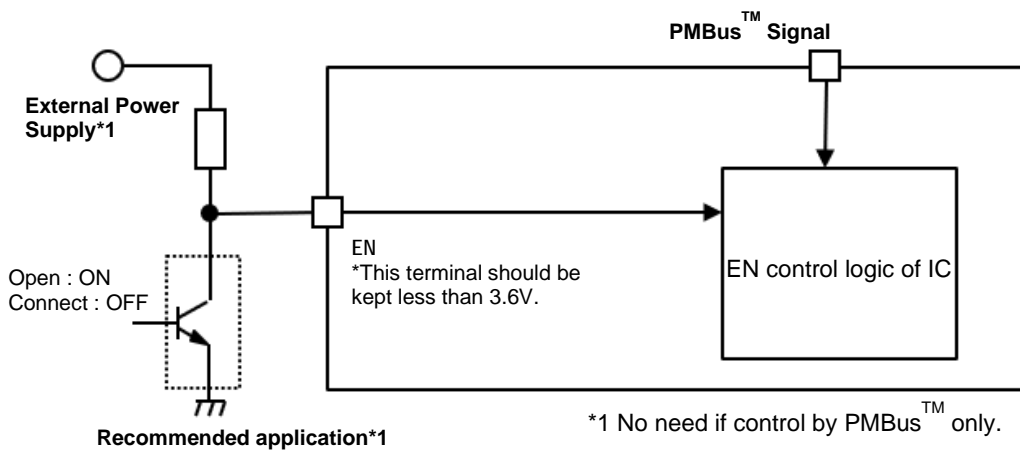 PMBus™ Signal
External Power
Supply*1
EN
*This terminal should be
kept less than 3.6V.
EN control logic of IC
Open : ON
Connect : OFF
Recommended application*1
*1 No need if control by PMBus™ only.